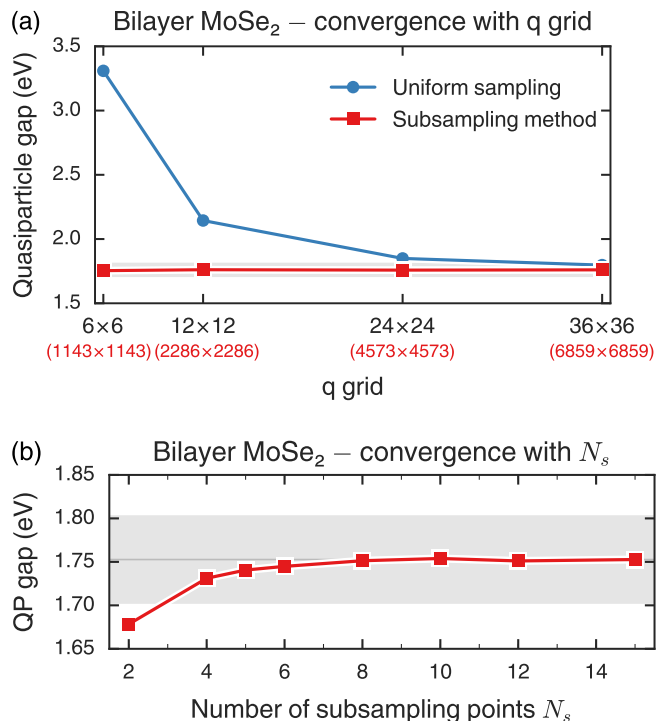 (a) Bilayer MoSe₂ − convergence with q grid
Quasiparticle gap (eV)
3.5
3.0
2.5
2.0
1.5
Uniform sampling
Subsampling method
6×6 12×12 24×24 36×36
(1143×1143) (2286×2286) (4573×4573) (6859×6859)
q grid
(b) Bilayer MoSe₂ − convergence with Nₛ
QP gap (eV)
1.85
1.80
1.75
1.70
1.65
2 4 6 8 10 12 14
Number of subsampling points Nₛ